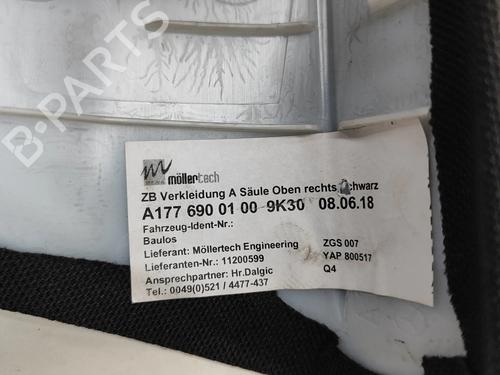 B-PARTS
möllertech
ZB Verkleidung A Säule Oben rechts schwarz
A177 690 01 00 9K30 08.06.18
Fahrzeug-Ident-Nr.:
Baulos
Lieferant: Möllertech Engineering ZGS 007
Lieferanten-Nr.: 11200599 YAP 800517
Ansprechpartner: Hr.Dalgic Q4
Tel.: 0049(0)521 / 4477-437